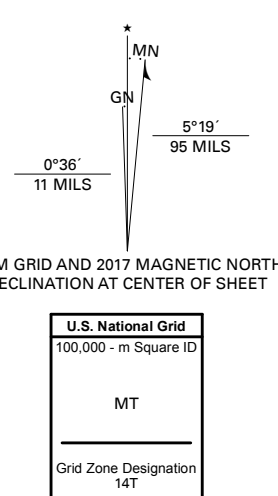 ★
MN
GN
5°19´
95 MILS
0°36´
11 MILS
M GRID AND 2017 MAGNETIC NORTH
ECLINATION AT CENTER OF SHEET
U.S. National Grid
100,000 - m Square ID
MT
Grid Zone Designation
14T